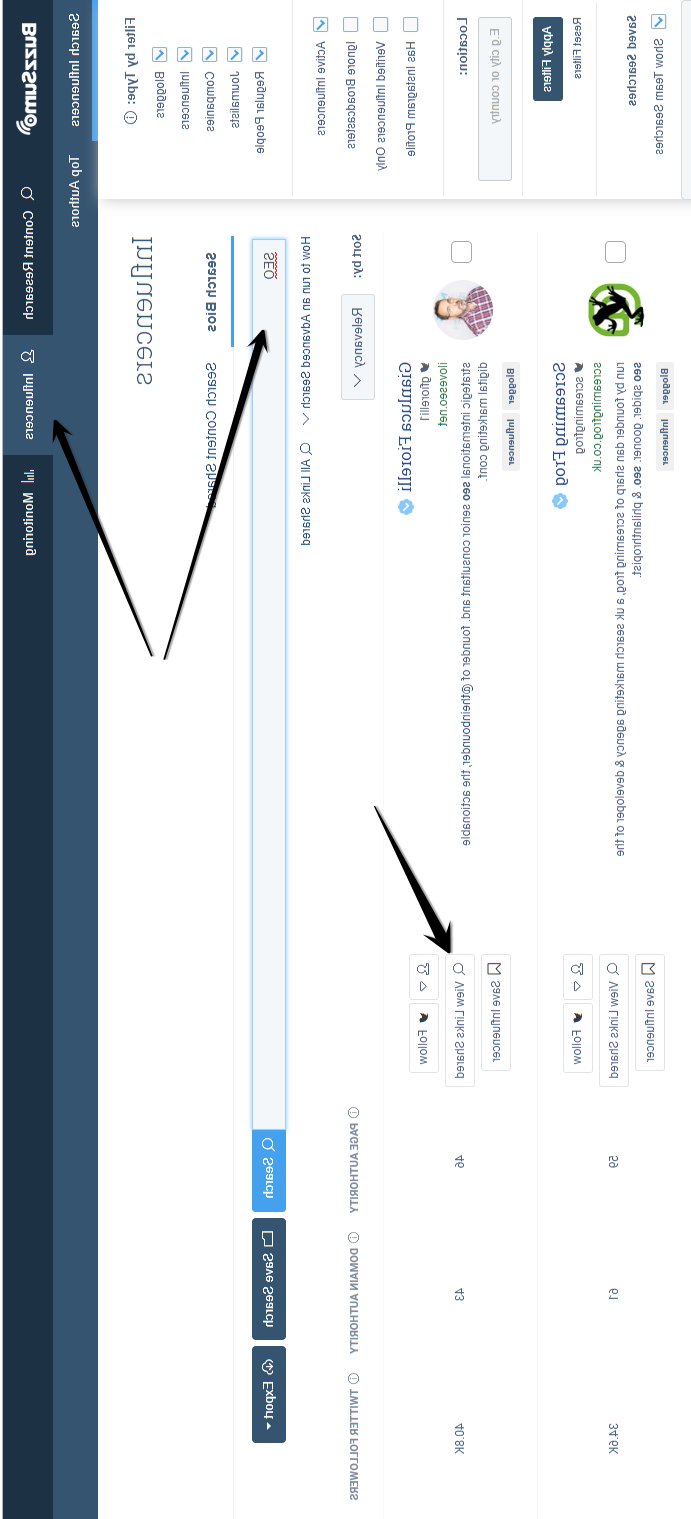 BuzzSumo
Content Research
Influencers
Monitoring
Search Influencers
Top Authors
Filter by Type:
Bloggers
Influencers
Companies
Journalists
Regular People
Active Influencers
Ignore Broadcasters
Verified Influencers Only
Has Instagram Profile
Location:
E.g city or country
Apply Filters
Reset Filters
Saved Searches
Show Team Searches
Influencers
Search Bios
Search Content Shared
SEO
Search
Save Search
Export
How to run an Advanced Search
All Links Shared
Sort by:
Relevancy
PAGE AUTHORITY
DOMAIN AUTHORITY
TWITTER FOLLOWERS
Gianluca Fiorelli
gfiorelli1
iloveseo.net
strategic international seo senior consultant and. founder of @theinbounder, the actionable
digital marketing conf.
Blogger
Influencer
Follow
View Links Shared
Save Influencer
46
34
40.8K
Screaming Frog
screamingfrog
screamingfrog.co.uk
run by founder dan sharp of screaming frog, a uk search marketing agency & developer of the
seo spider. gooner. seo. & philanthropist.
Blogger
Influencer
Follow
View Links Shared
Save Influencer
56
61
34.9K